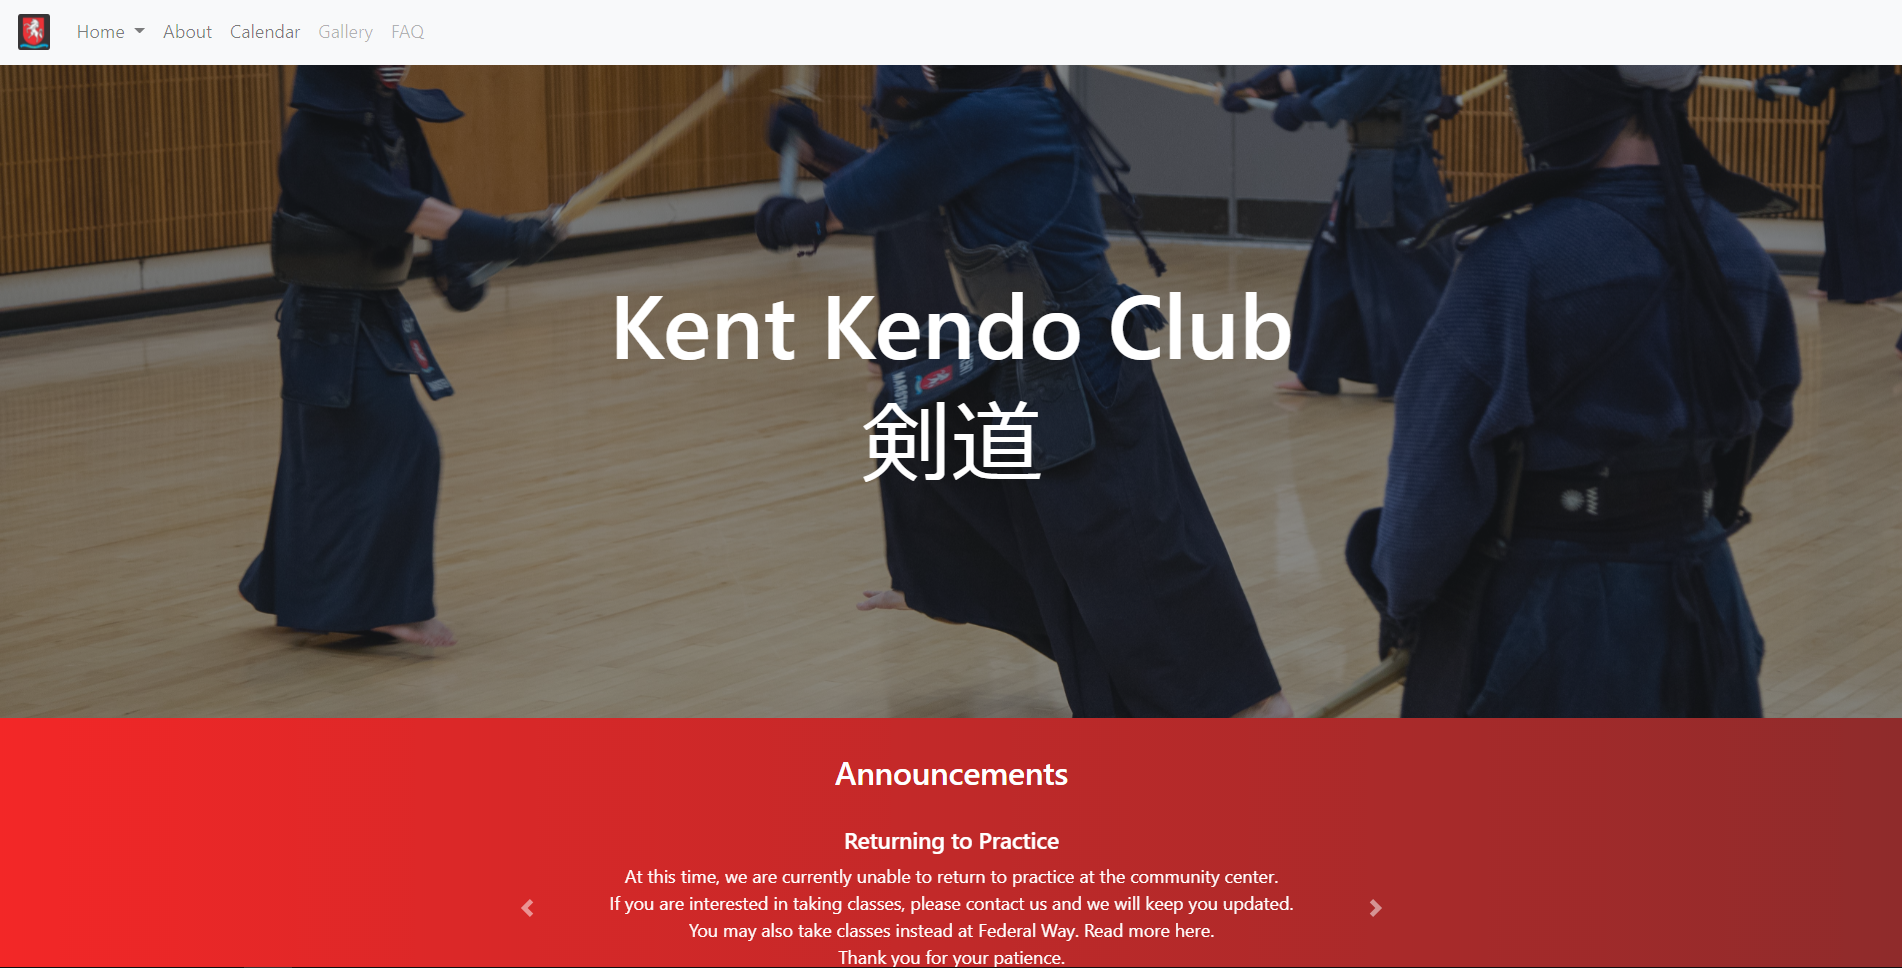 Home About Calendar Gallery FAQ
Kent Kendo Club
剣道
Announcements
Returning to Practice
At this time, we are currently unable to return to practice at the community center.
If you are interested in taking classes, please contact us and we will keep you updated.
You may also take classes instead at Federal Way. Read more here.
Thank you for your patience.